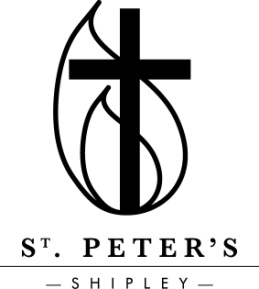 Sᵀ. PETER’S
— SHIPLEY —